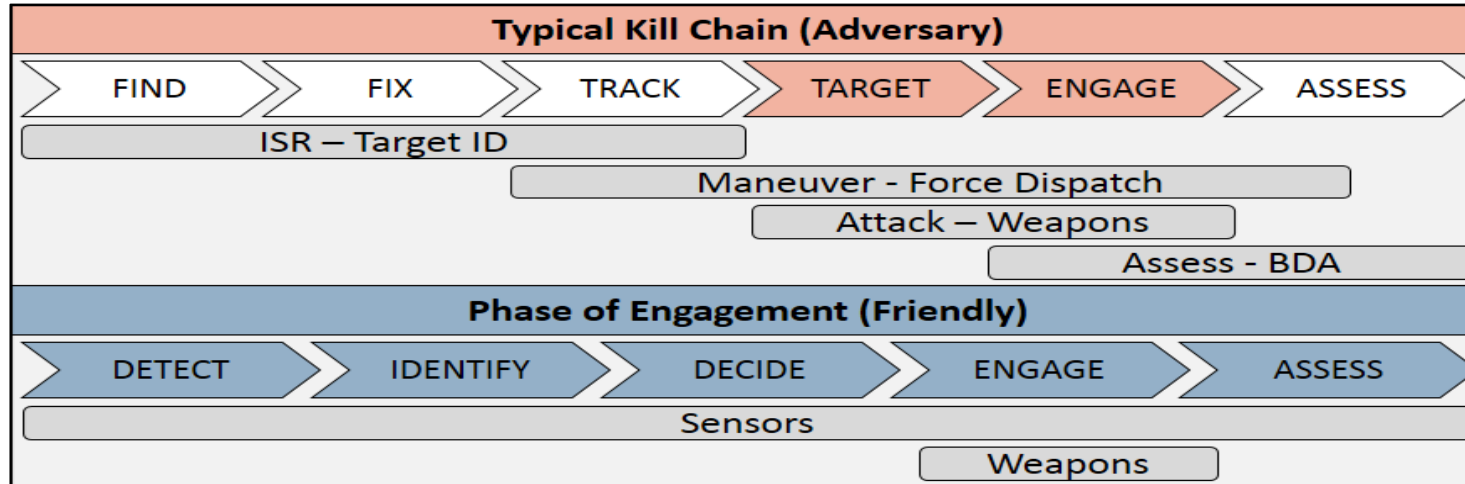 Typical Kill Chain (Adversary)
FIND FIX TRACK TARGET ENGAGE ASSESS
ISR – Target ID
Maneuver - Force Dispatch
Attack – Weapons
Assess - BDA
Phase of Engagement (Friendly)
DETECT IDENTIFY DECIDE ENGAGE ASSESS
Sensors
Weapons